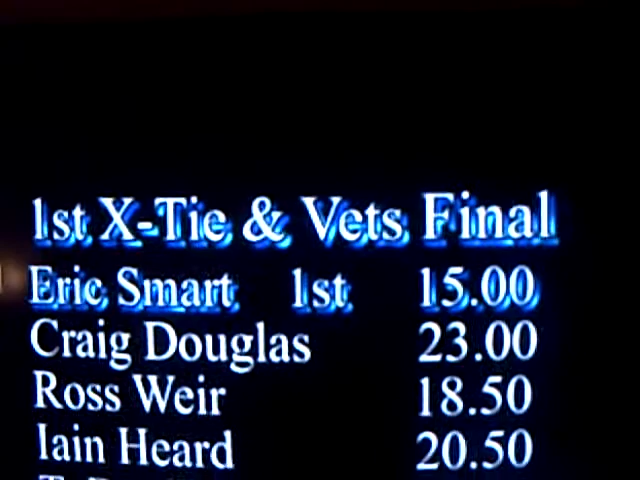 1st X-Tie & Vets Final
Eric Smart 1st 15.00
Craig Douglas 23.00
Ross Weir 18.50
Iain Heard 20.50